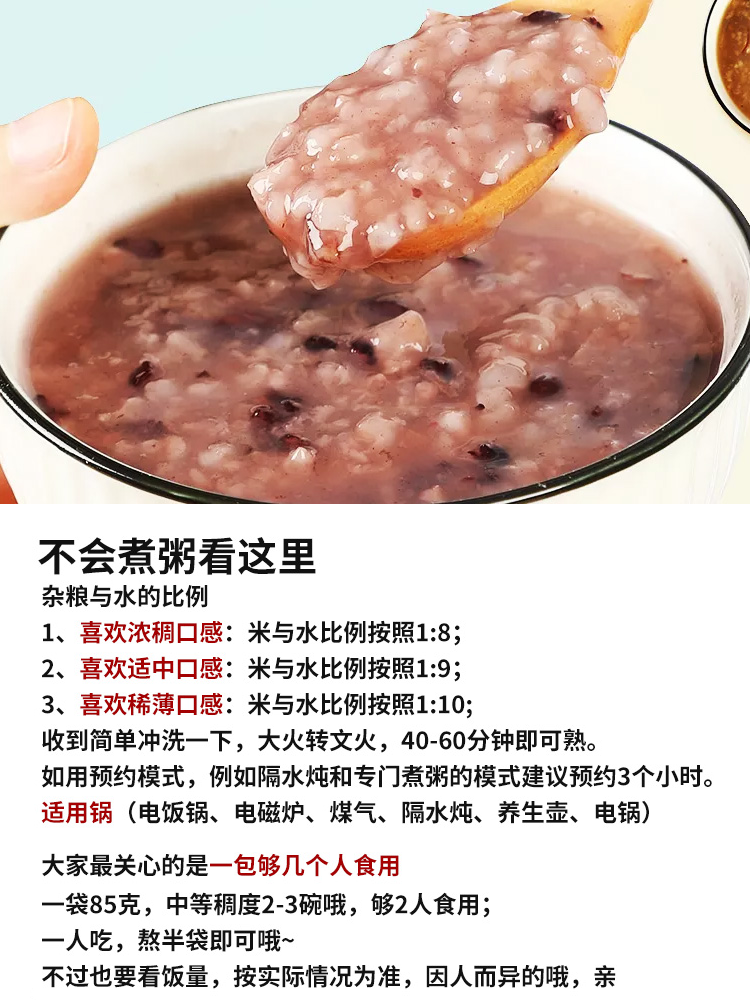 不会煮粥看这里
杂粮与水的比例
1、喜欢浓稠口感：米与水比例按照1:8；
2、喜欢适中口感：米与水比例按照1:9；
3、喜欢稀薄口感：米与水比例按照1:10;
收到简单冲洗一下，大火转文火，40-60分钟即可熟。
如用预约模式，例如隔水炖和专门煮粥的模式建议预约3个小时。
适用锅（电饭锅、电磁炉、煤气、隔水炖、养生壶、电锅）
大家最关心的是一包够几个人食用
一袋85克，中等稠度2-3碗哦，够2人食用；
一人吃，熬半袋即可哦~
不过也要看饭量，按实际情况为准，因人而异的哦，亲